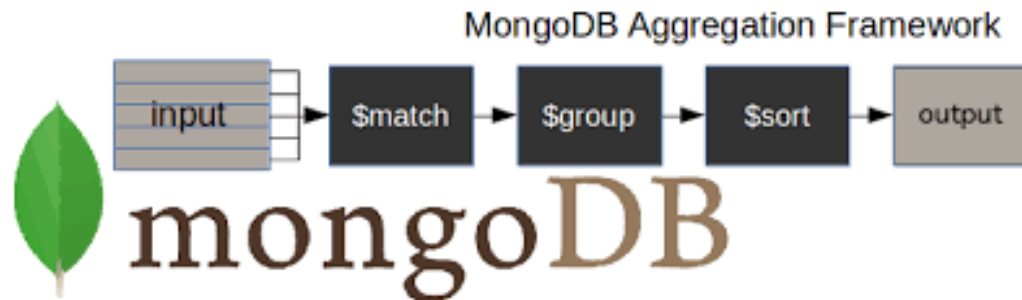 MongoDB Aggregation Framework
input $match $group $sort output
mongoDB